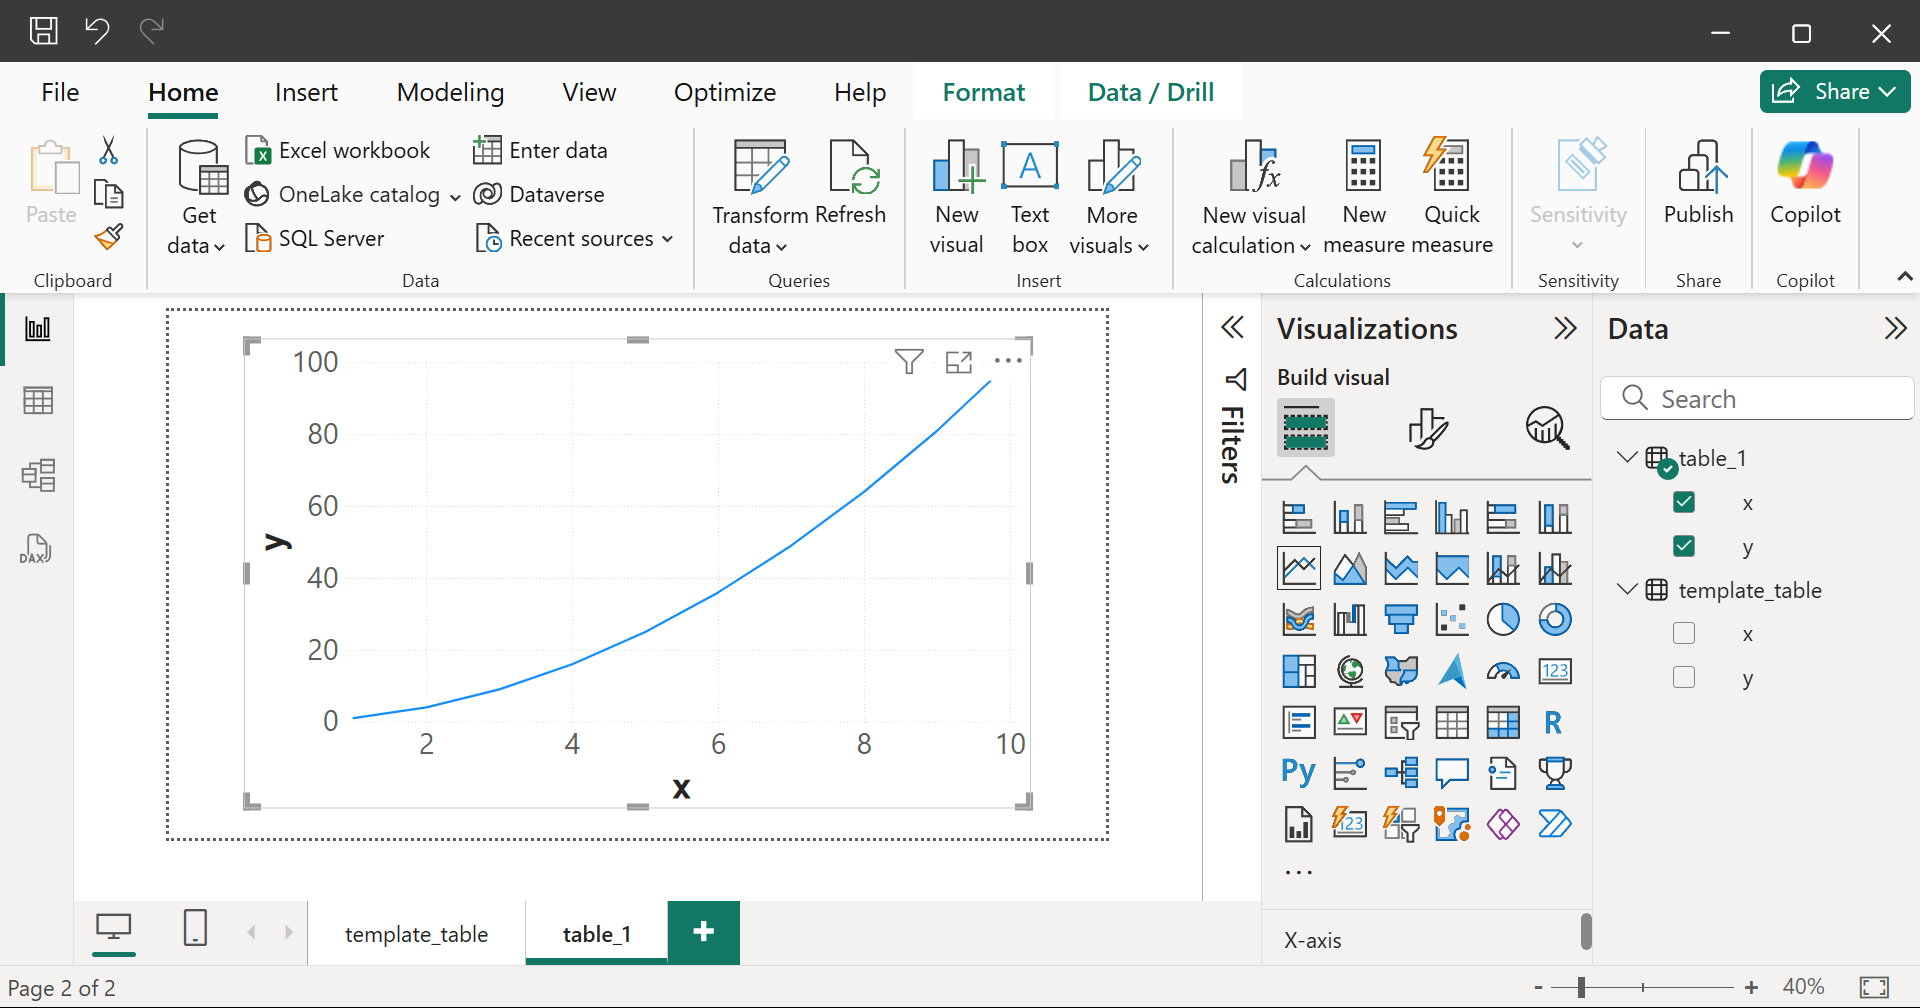 File
Home
Insert
Modeling
View
Optimize
Help
Format
Data / Drill
Share
Paste
Clipboard
Get
data
Excel workbook
OneLake catalog
SQL Server
Enter data
Dataverse
Recent sources
Data
Transform
data
Refresh
Queries
New
visual
Text
box
More
visuals
Insert
New visual
calculation
New
measure
Quick
measure
Calculations
Sensitivity
Sensitivity
Publish
Share
Copilot
Copilot
DAX
100
80
60
40
20
0
y
2
4
6
8
10
x
Filters
Visualizations
Build visual
123
R
Py
123
X-axis
Data
Search
table_1
x
y
template_table
x
y
template_table
table_1
Page 2 of 2
40%